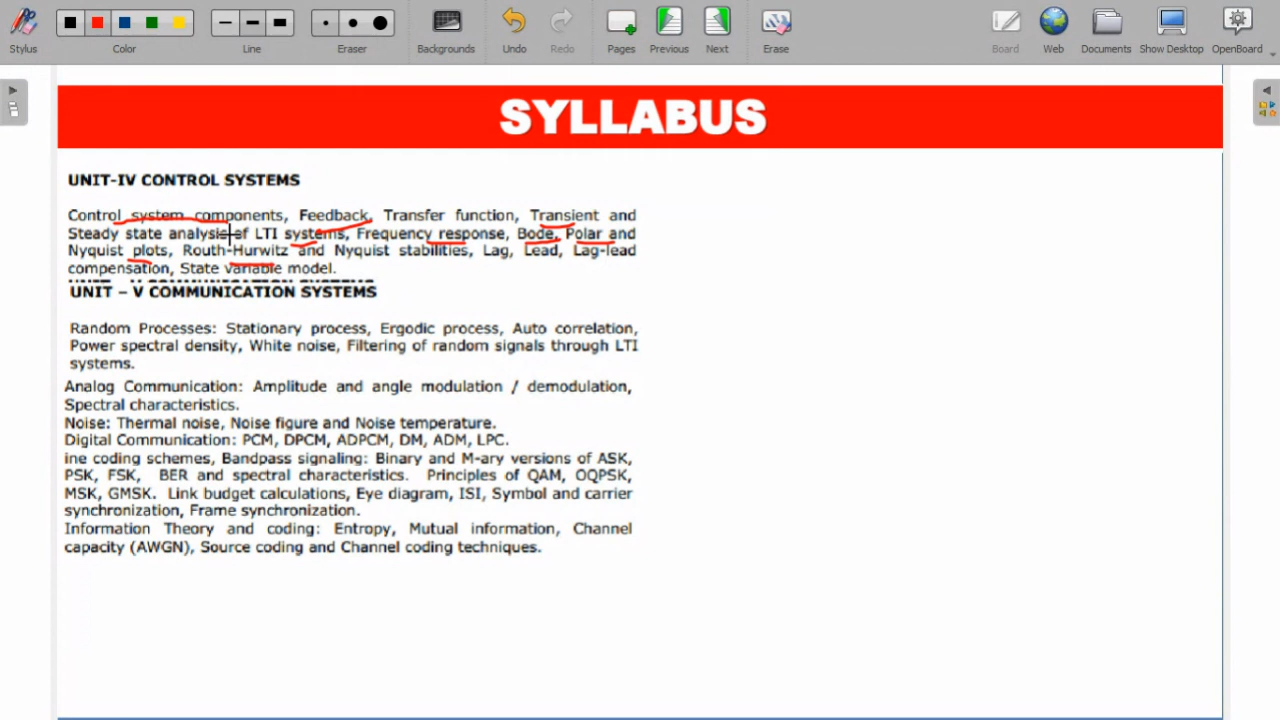 Stylus
Color
Line
Eraser
Backgrounds
Undo
Redo
Pages
Previous
Next
Erase
Board
Web
Documents
Show Desktop
OpenBoard
SYLLABUS
UNIT-IV CONTROL SYSTEMS
Control system components, Feedback, Transfer function, Transient and
Steady state analysis of LTI systems, Frequency response, Bode, Polar and
Nyquist plots, Routh-Hurwitz and Nyquist stabilities, Lag, Lead, Lag-lead
compensation, State variable model.
UNIT – V COMMUNICATION SYSTEMS
Random Processes: Stationary process, Ergodic process, Auto correlation,
Power spectral density, White noise, Filtering of random signals through LTI
systems.
Analog Communication: Amplitude and angle modulation / demodulation,
Spectral characteristics.
Noise: Thermal noise, Noise figure and Noise temperature.
Digital Communication: PCM, DPCM, ADPCM, DM, ADM, LPC.
ine coding schemes, Bandpass signaling: Binary and M-ary versions of ASK,
PSK, FSK, BER and spectral characteristics. Principles of QAM, OQPSK,
MSK, GMSK. Link budget calculations, Eye diagram, ISI, Symbol and carrier
synchronization, Frame synchronization.
Information Theory and coding: Entropy, Mutual information, Channel
capacity (AWGN), Source coding and Channel coding techniques.